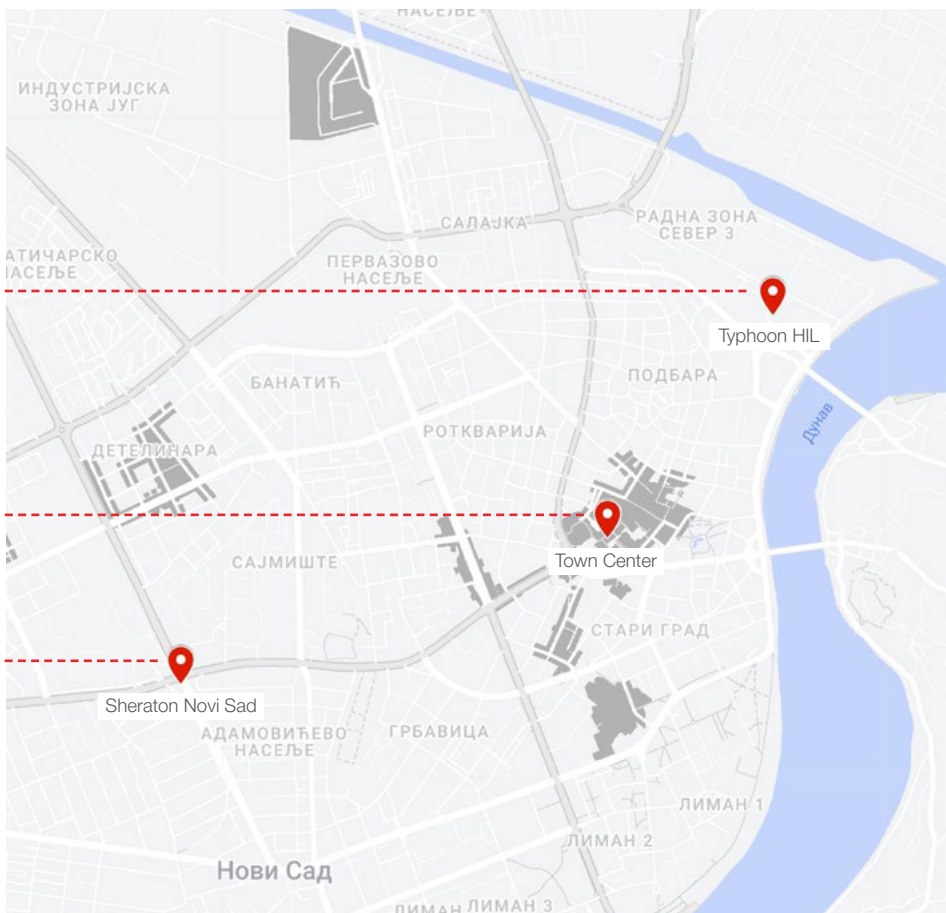 НАСЕЉЕ
ИНДУСТРИЈСКА
ЗОНА ЈУГ
САЛАЈКА
РАДНА ЗОНА
СЕВЕР 3
АТИЧАРСКО
НАСЕЉЕ
ПЕРВАЗОВО
НАСЕЉЕ
Typhoon HIL
БАНАТИЋ
ПОДБАРА
Дунав
РОТКВАРИЈА
ДЕТЕЛИНАРА
Town Center
САЈМИШТЕ
СТАРИ ГРАД
Sheraton Novi Sad
АДАМОВИЋЕВО
НАСЕЉЕ
ГРБАВИЦА
ЛИМАН 1
ЛИМАН 2
Нови Сад
ЛИМАН
ЛИМАН 3